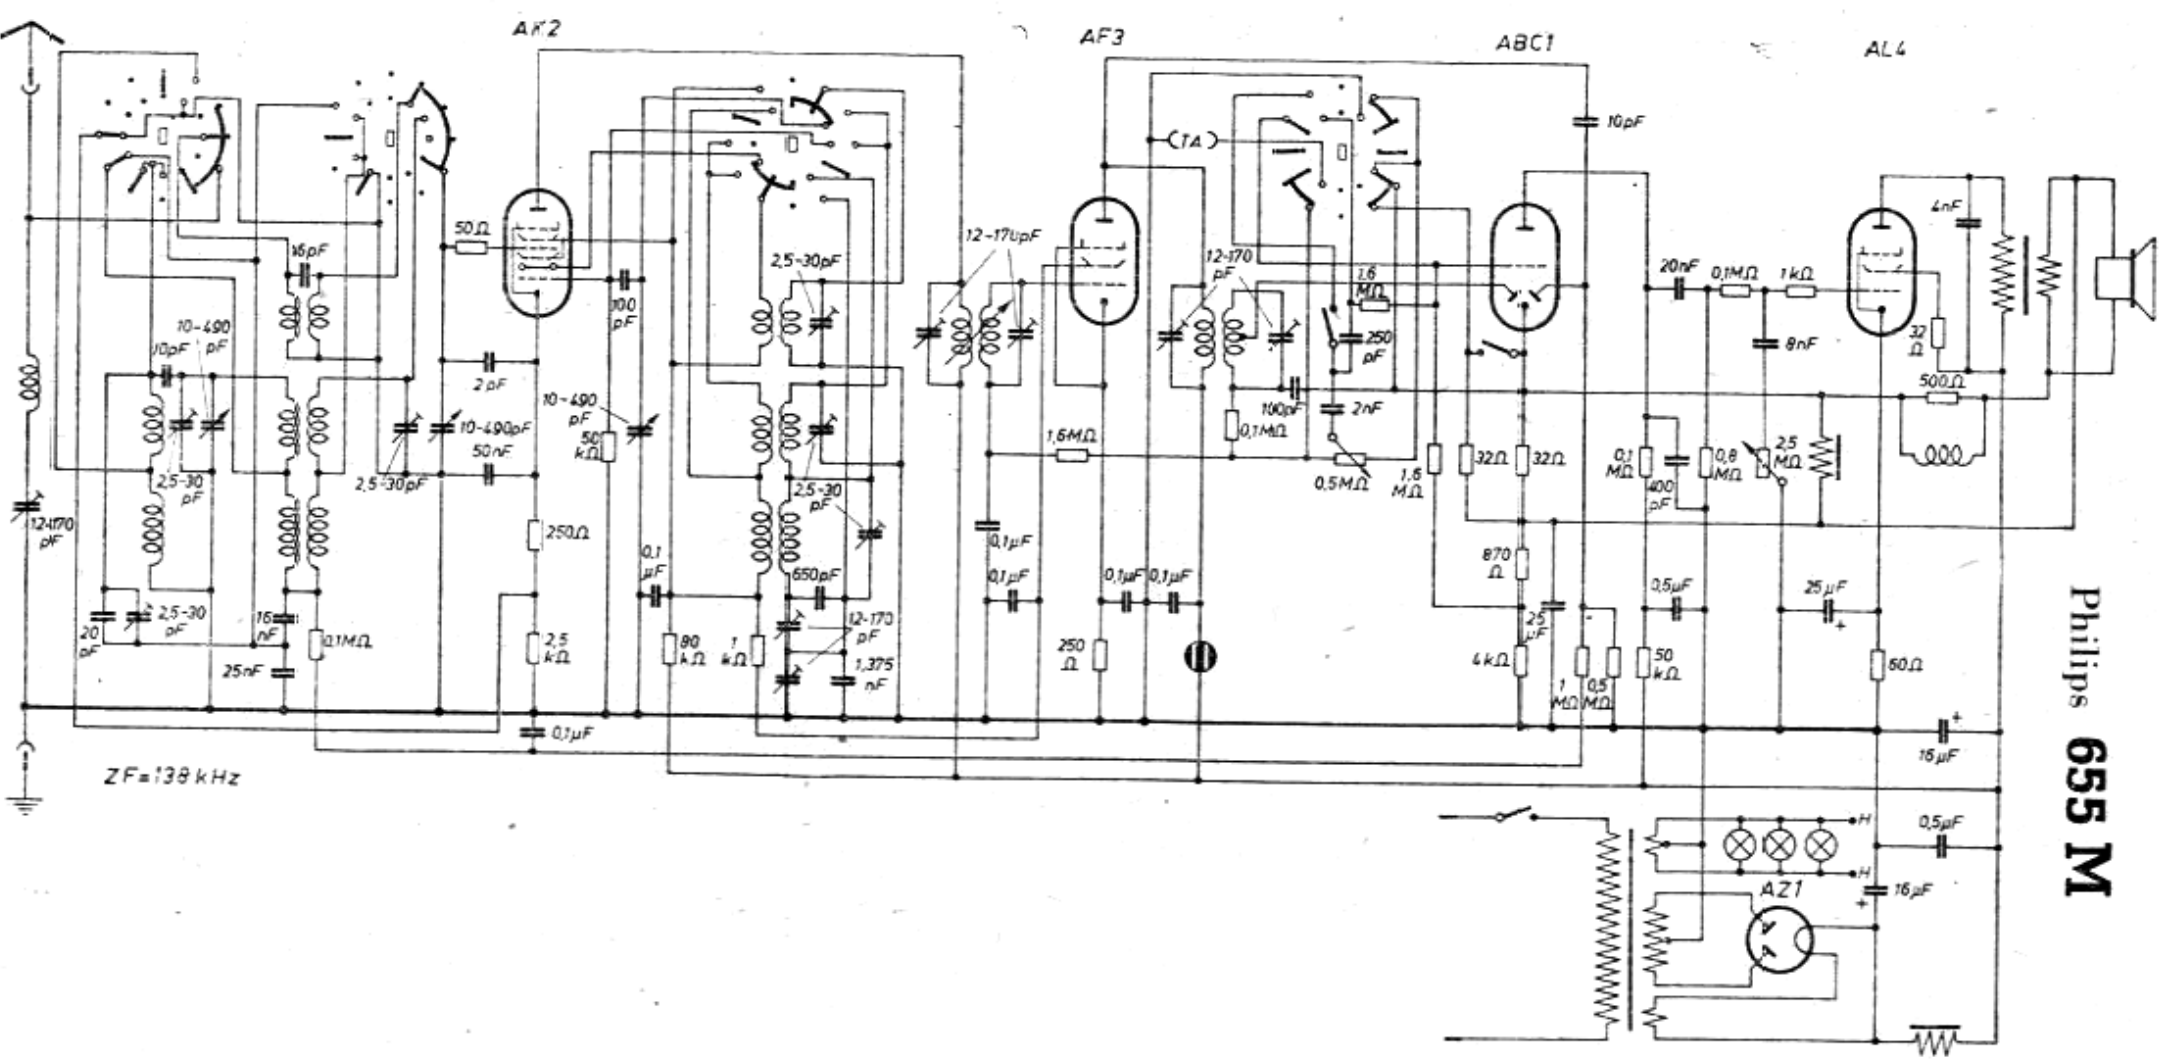 AK2
AF3
ABC1
AL4
10pF
(TA)
4nF
50Ω
16pF
2,5-30pF
12-170pF
12-170
pF
1,6
MΩ
20nF
0,1MΩ
1kΩ
100
pF
10-490
pF
10pF
2pF
250
pF
8nF
32
Ω
500Ω
10-490
pF
10-490pF
50nF
50
kΩ
1,6MΩ
100pF
2nF
0,1MΩ
2,5-30
pF
2,5-30pF
2,5-30
pF
0,5MΩ
1,6
MΩ
32Ω
32Ω
0,1
MΩ
400
pF
0,8
MΩ
2,5
MΩ
12-170
pF
250Ω
0,1µF
870
Ω
0,1
µF
650pF
0,1µF
0,1µF
0,1µF
0,5µF
25µF
+
20
pF
2,5-30
pF
16
nF
0,1MΩ
2,5
kΩ
80
kΩ
1
kΩ
12-170
pF
1,375
nF
250
Ω
25
µF
4kΩ
1
MΩ
0,5
MΩ
50
kΩ
60Ω
25nF
0,1µF
16µF
+
ZF=138kHz
H
0,5µF
H
AZ1
16µF
+
Philips 655 M